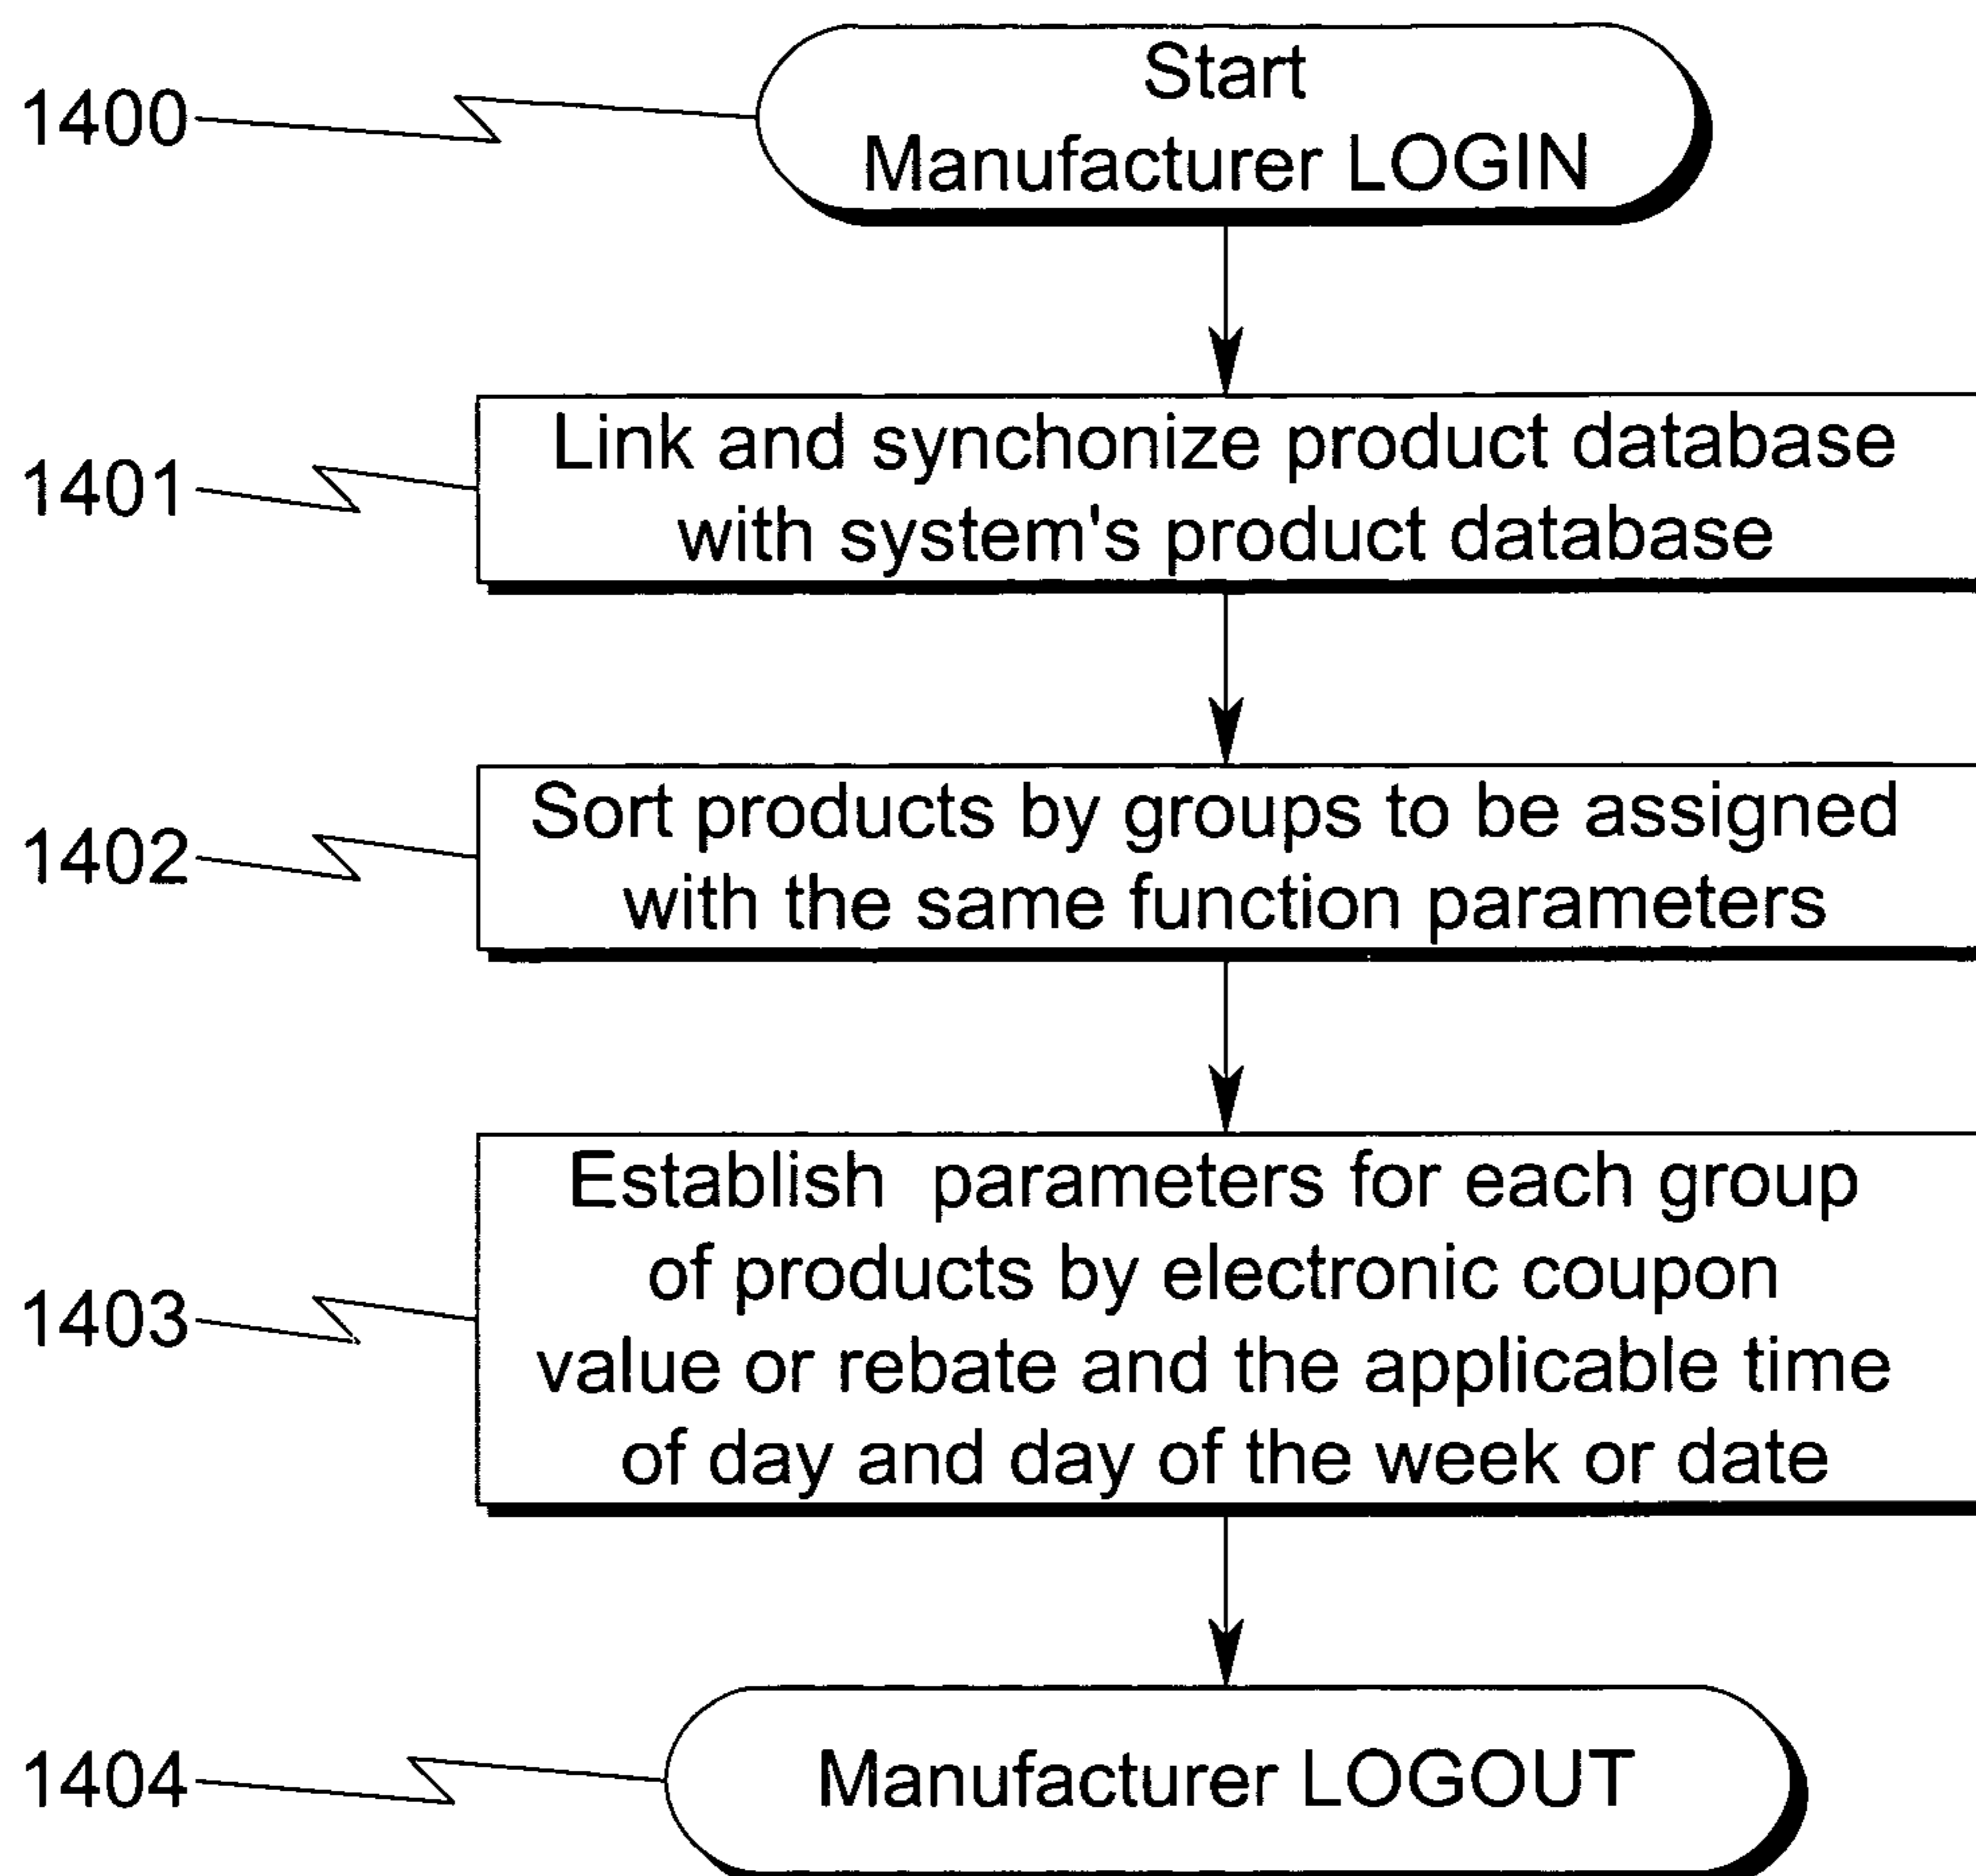 1400
Start
Manufacturer LOGIN
1401
Link and synchonize product database
with system's product database
1402
Sort products by groups to be assigned
with the same function parameters
1403
Establish parameters for each group
of products by electronic coupon
value or rebate and the applicable time
of day and day of the week or date
1404
Manufacturer LOGOUT